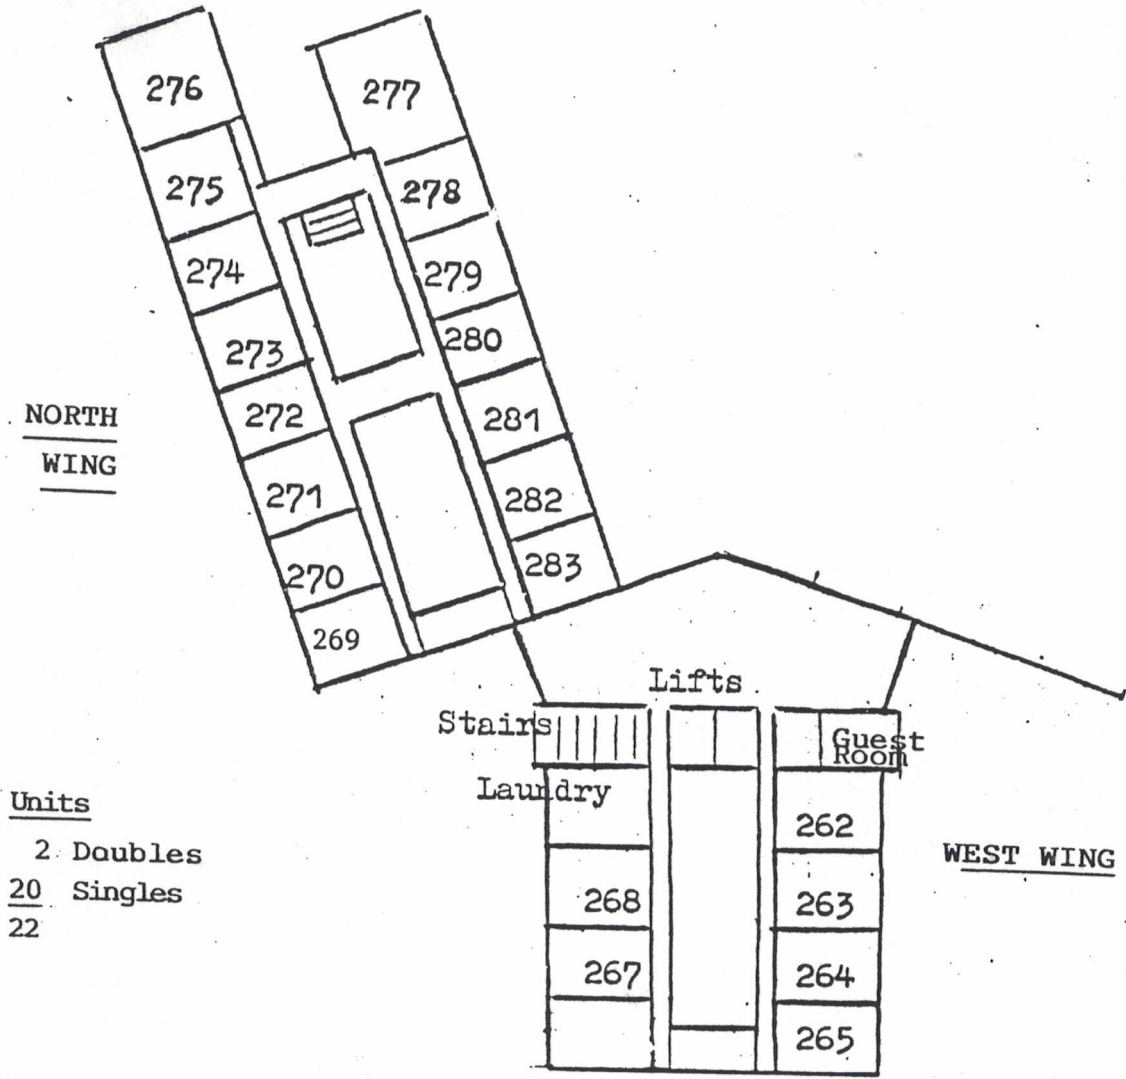 276
277
275
278
274
279
273
280
272
281
271
282
270
283
269
NORTH
WING
Lifts
Stairs
Guest
Room
Laundry
262
268
263
267
264
265
WEST WING
Units
2 Doubles
20 Singles
22